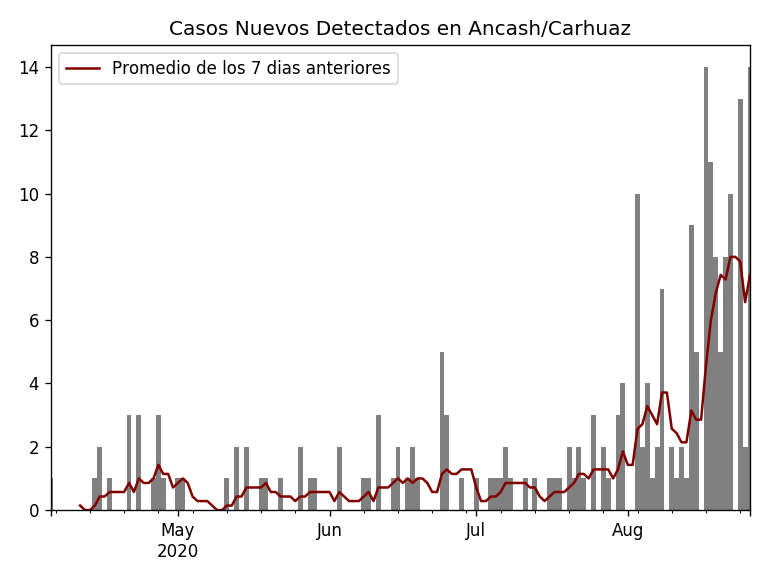 Casos Nuevos Detectados en Ancash/Carhuaz
Promedio de los 7 dias anteriores
14
12
10
8
6
4
2
0
May
2020
Jun
Jul
Aug